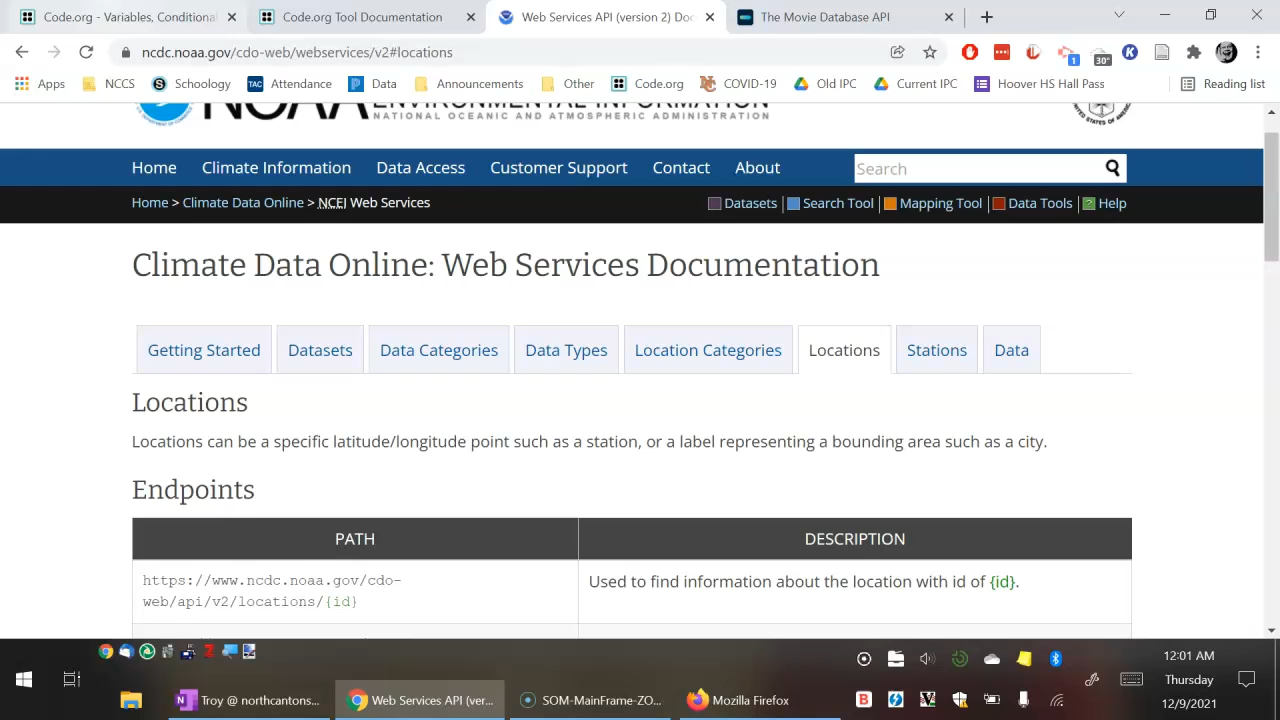 Code.org - Variables, Conditional
Code.org Tool Documentation
Web Services API (version 2) Doc
The Movie Database API
ncdc.noaa.gov/cdo-web/webservices/v2#locations
1
30°
K
Apps
NCCS
Schoology
TAC Attendance
Data
Announcements
Other
Code.org
COVID-19
Old IPC
Current IPC
Hoover HS Hall Pass
Reading list
NOAA ENVIRONMENTAL INFORMATION
NATIONAL OCEANIC AND ATMOSPHERIC ADMINISTRATION
Home Climate Information Data Access Customer Support Contact About
Search
Home > Climate Data Online > NCEI Web Services
Datasets | Search Tool | Mapping Tool | Data Tools | ? Help
Climate Data Online: Web Services Documentation
Getting Started
Datasets
Data Categories
Data Types
Location Categories
Locations
Stations
Data
Locations
Locations can be a specific latitude/longitude point such as a station, or a label representing a bounding area such as a city.
Endpoints
PATH
DESCRIPTION
https://www.ncdc.noaa.gov/cdo-
web/api/v2/locations/{id}
Used to find information about the location with id of {id}.
12:01 AM
Thursday
12/9/2021
N Troy @ northcantons...
Web Services API (ver...
SOM-MainFrame-ZO...
Mozilla Firefox
B